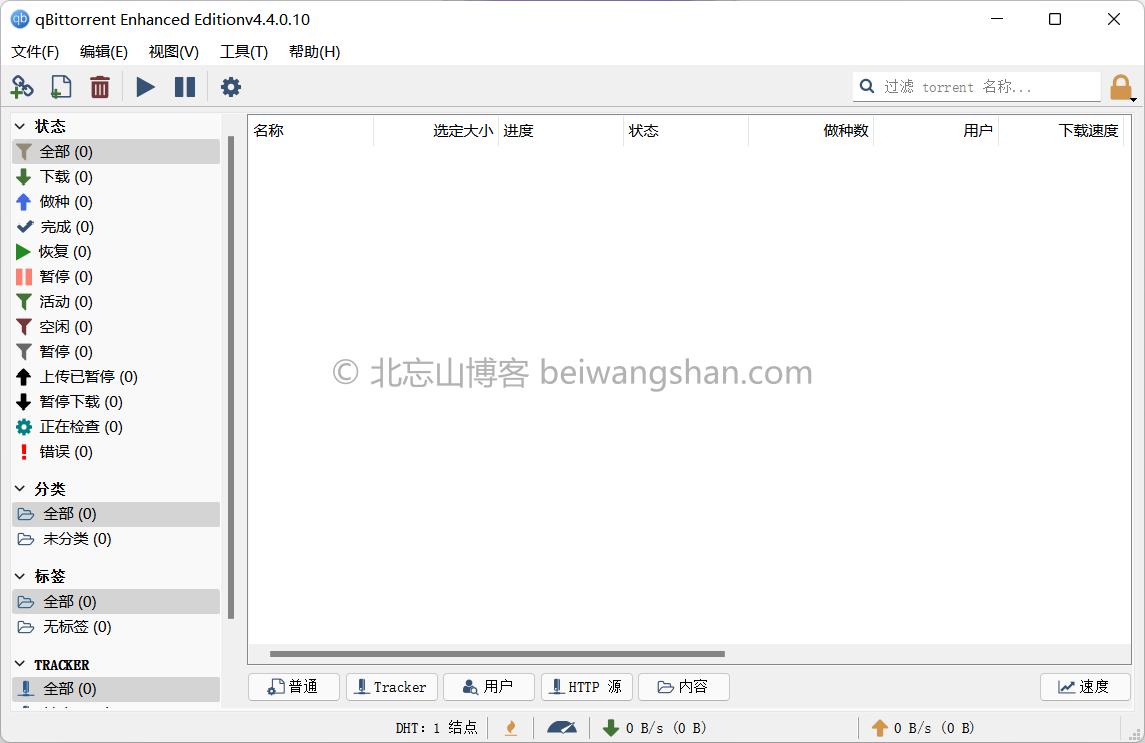 qBittorrent Enhanced Editionv4.4.0.10
文件(F) 编辑(E) 视图(V) 工具(T) 帮助(H)
过滤 torrent 名称...
状态
全部 (0)
下载 (0)
做种 (0)
完成 (0)
恢复 (0)
暂停 (0)
活动 (0)
空闲 (0)
暂停 (0)
上传已暂停 (0)
暂停下载 (0)
正在检查 (0)
错误 (0)
分类
全部 (0)
未分类 (0)
标签
全部 (0)
无标签 (0)
TRACKER
全部 (0)
名称 选定大小 进度 状态 做种数 用户 下载速度
© 北忘山博客 beiwangshan.com
普通 Tracker 用户 HTTP 源 内容 速度
DHT: 1 结点 0 B/s (0 B) 0 B/s (0 B)